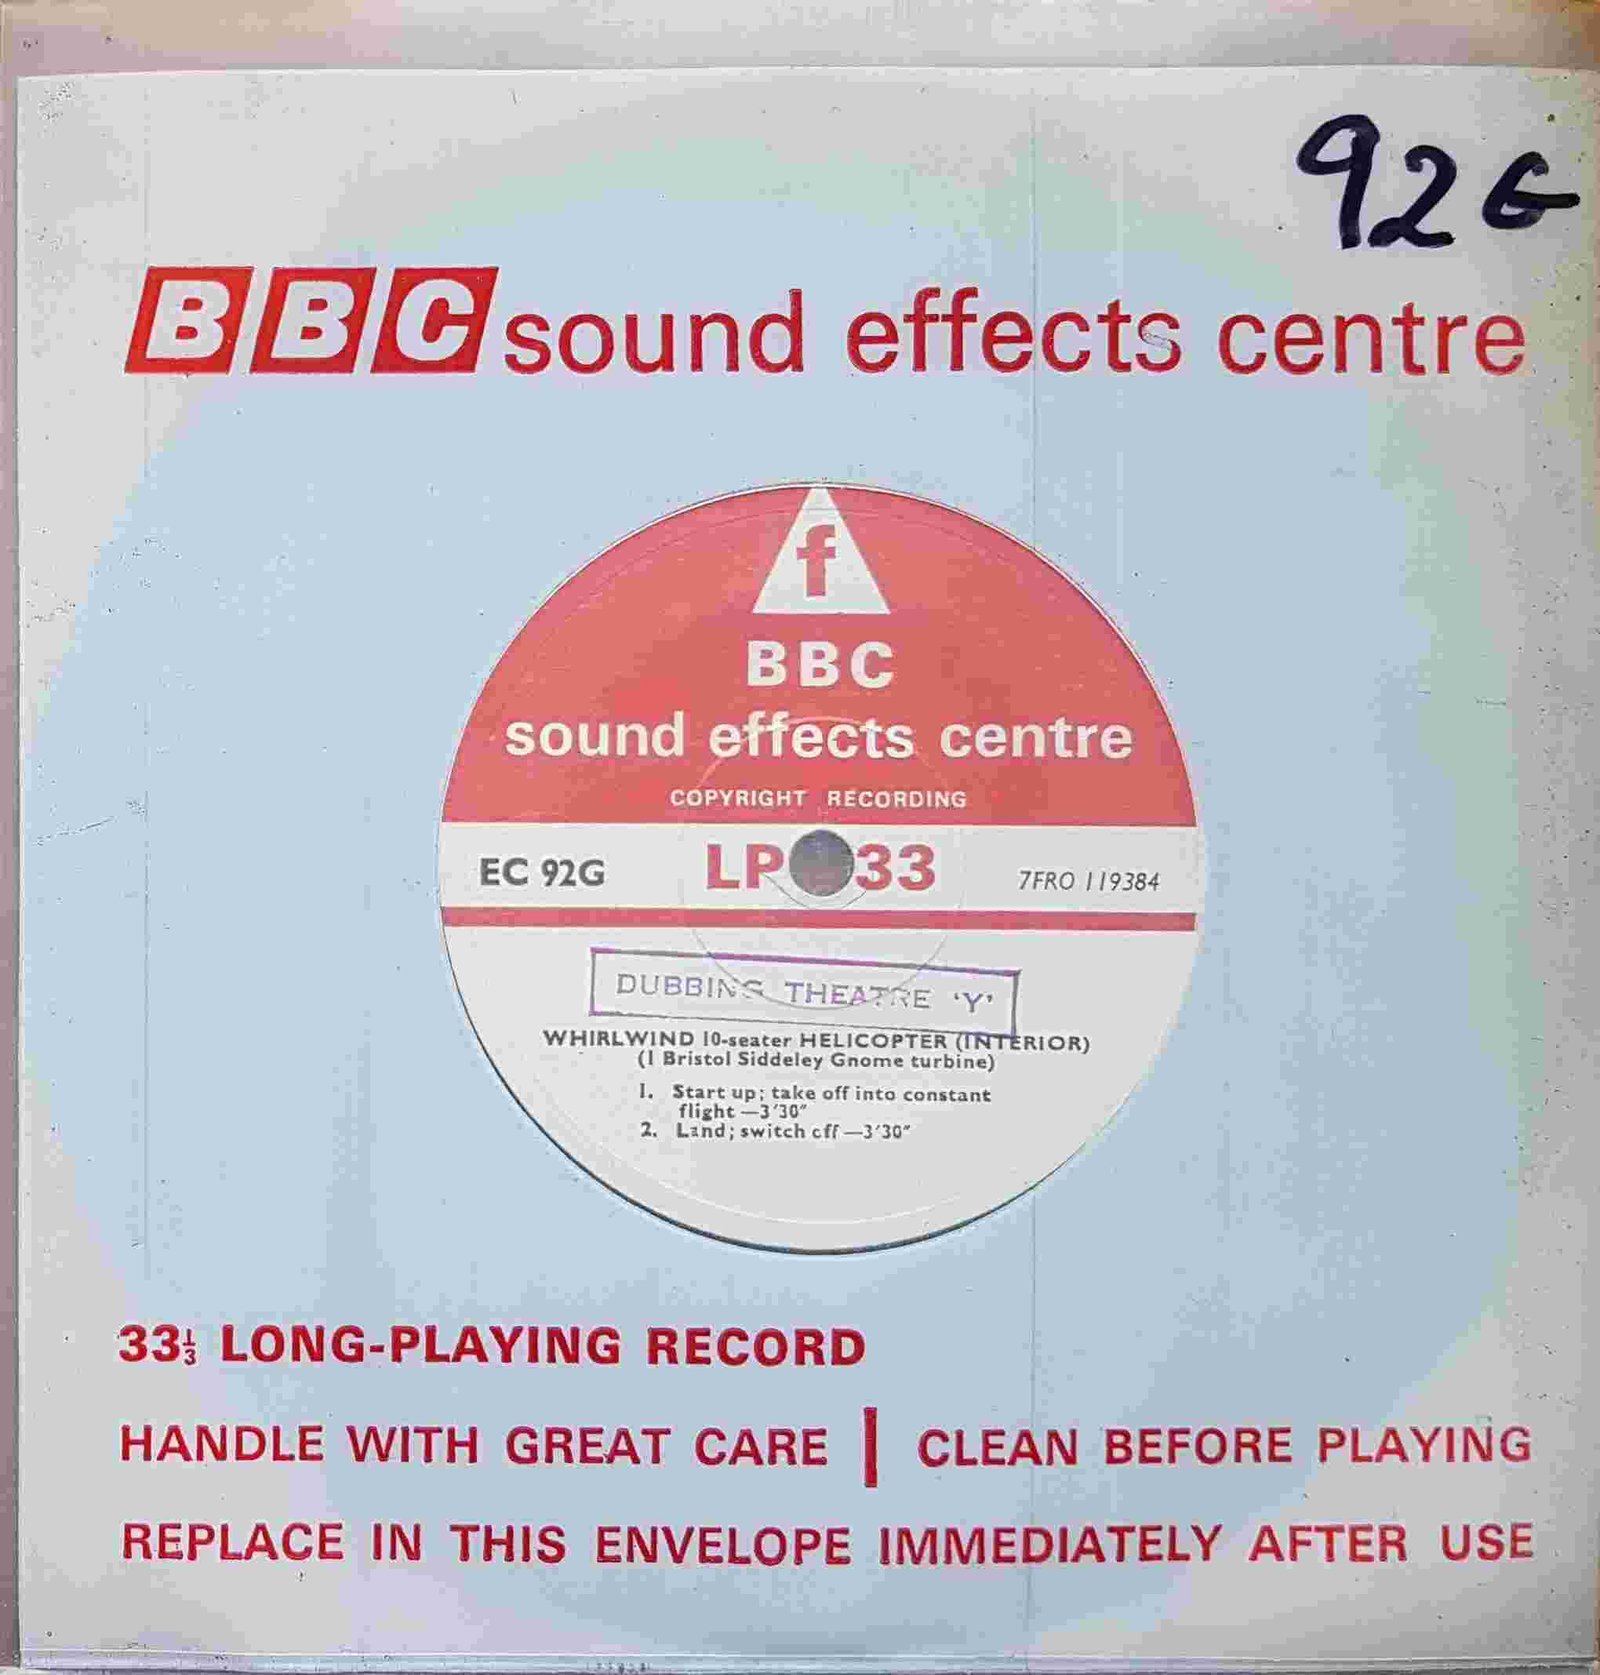 92G
BBC sound effects centre
f
BBC
sound effects centre
COPYRIGHT RECORDING
EC 92G LP 33 7FRO 119384
DUBBING THEATRE 'Y'
WHIRLWIND 10-seater HELICOPTER (INTERIOR)
(1 Bristol Siddeley Gnome turbine)
1. Start up; take off into constant
flight—3'30"
2. Land; switch off—3'30"
33⅓ LONG-PLAYING RECORD
HANDLE WITH GREAT CARE | CLEAN BEFORE PLAYING
REPLACE IN THIS ENVELOPE IMMEDIATELY AFTER USE